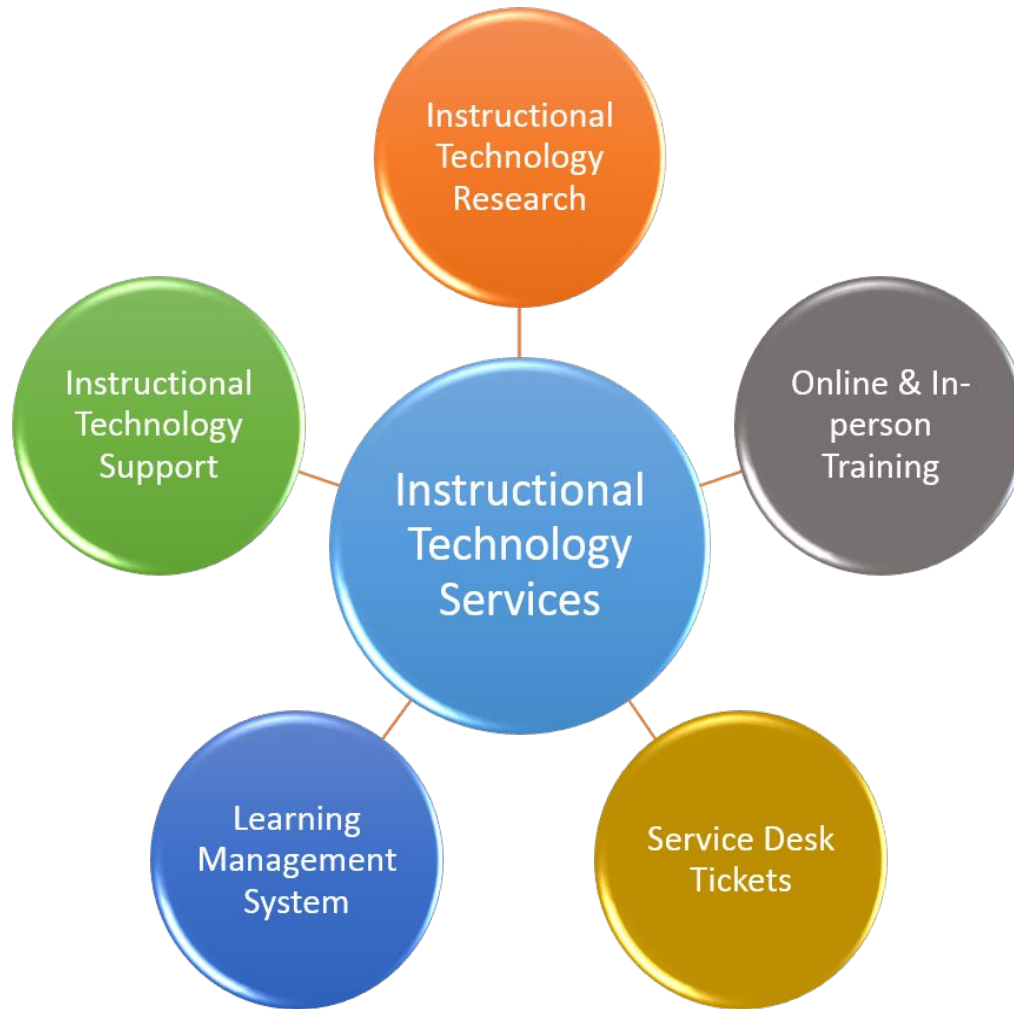 Instructional
Technology
Research
Online & In-
person
Training
Service Desk
Tickets
Learning
Management
System
Instructional
Technology
Support
Instructional
Technology
Services